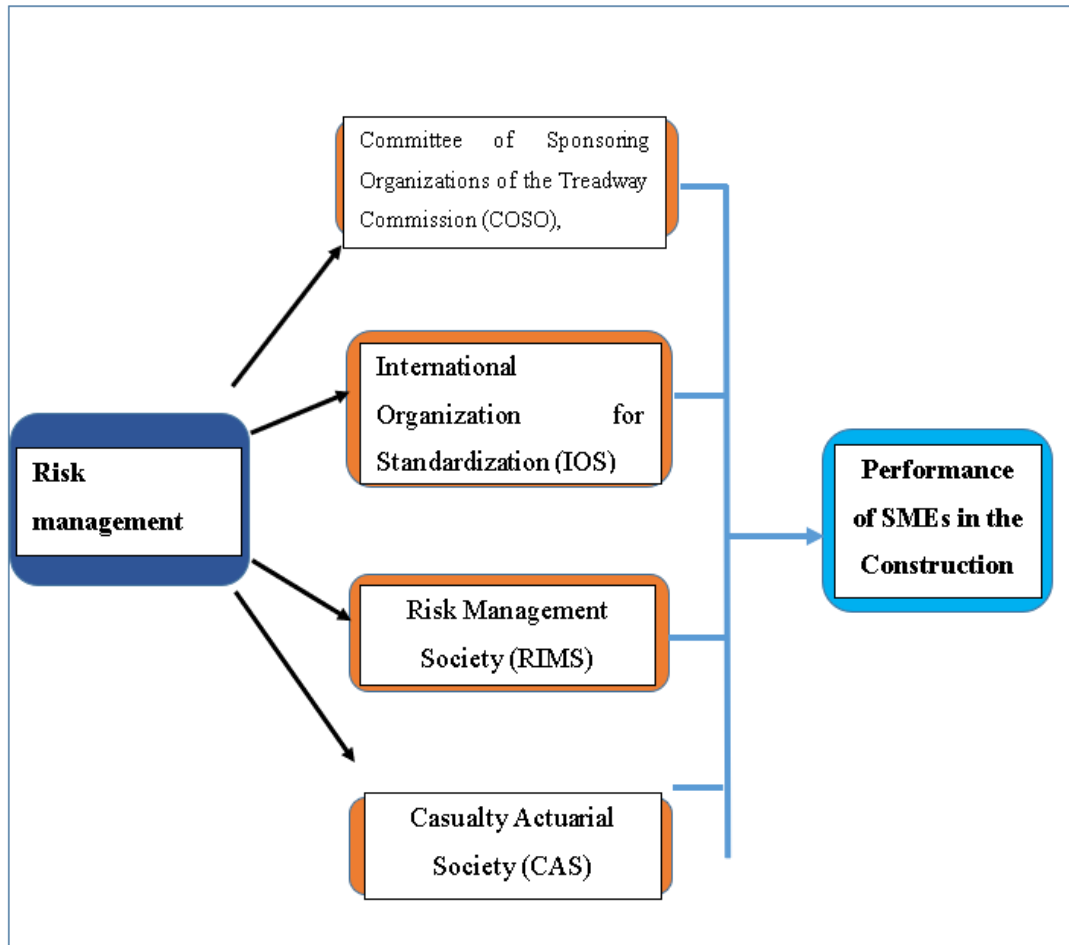 Committee of Sponsoring
Organizations of the Treadway
Commission (COSO),
International
Organization for
Standardization (IOS)
Risk
management
Performance
of SMEs in the
Construction
Risk Management
Society (RIMS)
Casualty Actuarial
Society (CAS)